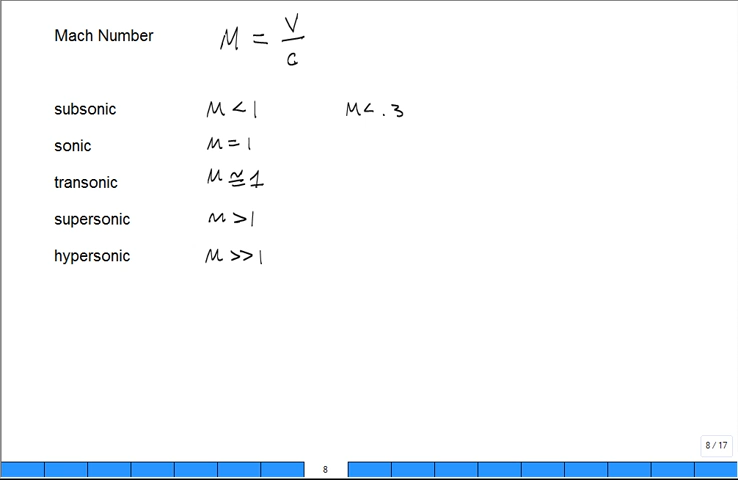 Mach Number M = V/a
subsonic M < 1 M < .3
sonic M = 1
transonic M ≅ 1
supersonic M > 1
hypersonic M >> 1
8 / 17
8